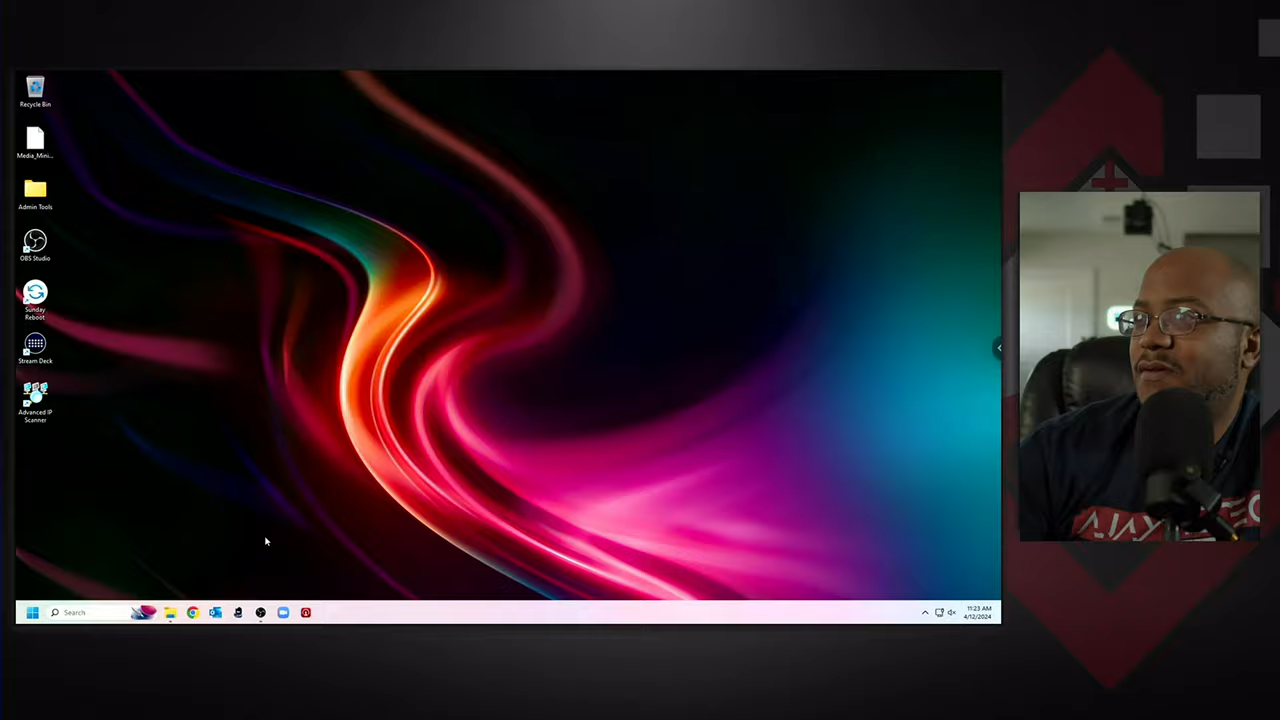 Recycle Bin
Media_Mini...
Admin Tools
OBS Studio
Sunday
Reboot
Stream Deck
Advanced IP
Scanner
Search
11:23 AM
4/12/2024